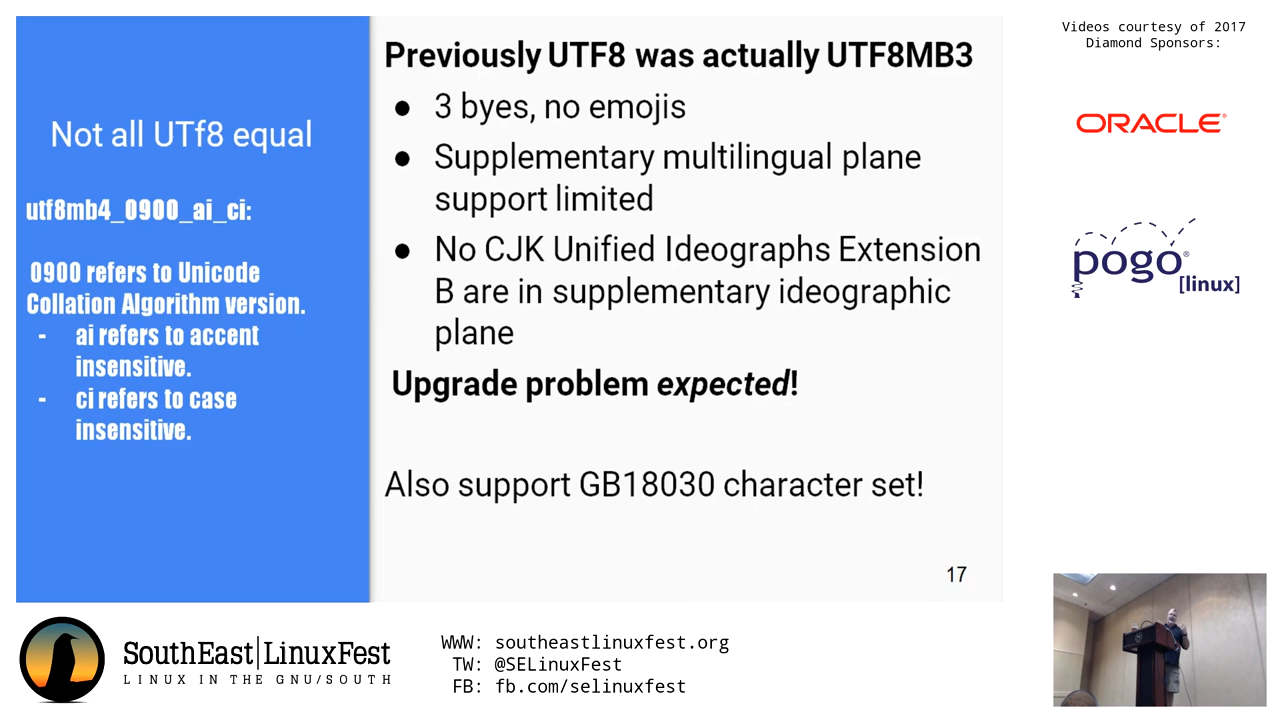 Not all UTf8 equal
utf8mb4_0900_ai_ci:
0900 refers to Unicode
Collation Algorithm version.
- ai refers to accent
insensitive.
- ci refers to case
insensitive.
Previously UTF8 was actually UTF8MB3
● 3 byes, no emojis
● Supplementary multilingual plane
support limited
● No CJK Unified Ideographs Extension
B are in supplementary ideographic
plane
Upgrade problem expected!
Also support GB18030 character set!
17
Videos courtesy of 2017
Diamond Sponsors:
ORACLE®
pogo®
[linux]
SouthEast|LinuxFest
LINUX IN THE GNU/SOUTH
WWW: southeastlinuxfest.org
TW: @SELinuxFest
FB: fb.com/selinuxfest